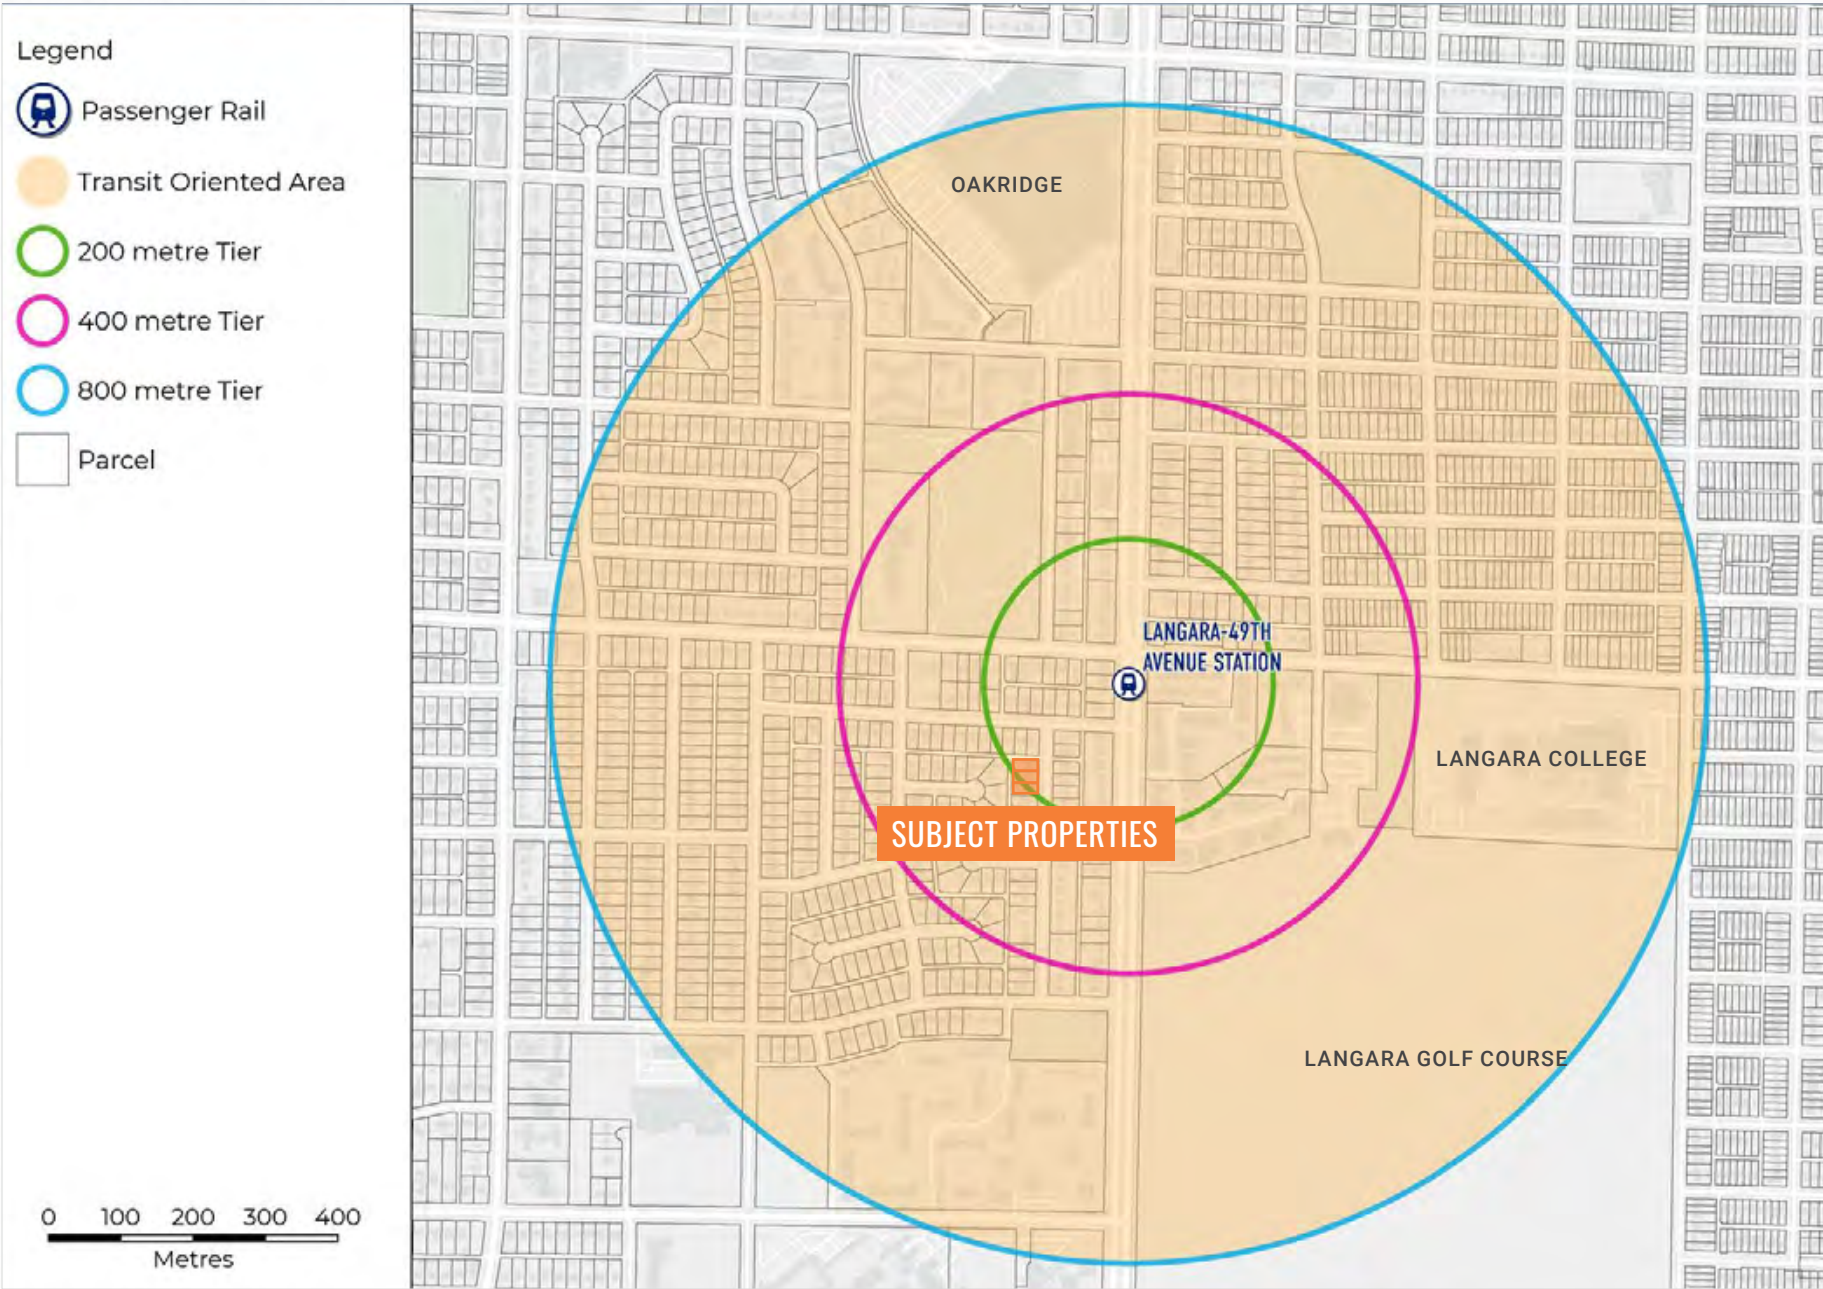 Legend
Passenger Rail
Transit Oriented Area
200 metre Tier
400 metre Tier
800 metre Tier
Parcel
0 100 200 300 400
Metres
OAKRIDGE
LANGARA-49TH
AVENUE STATION
LANGARA COLLEGE
SUBJECT PROPERTIES
LANGARA GOLF COURSE